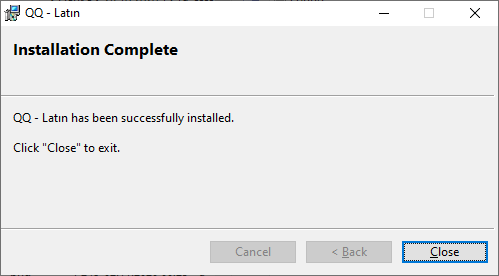 QQ - Latın
Installation Complete
QQ - Latın has been successfully installed.
Click "Close" to exit.
Cancel
< Back
Close